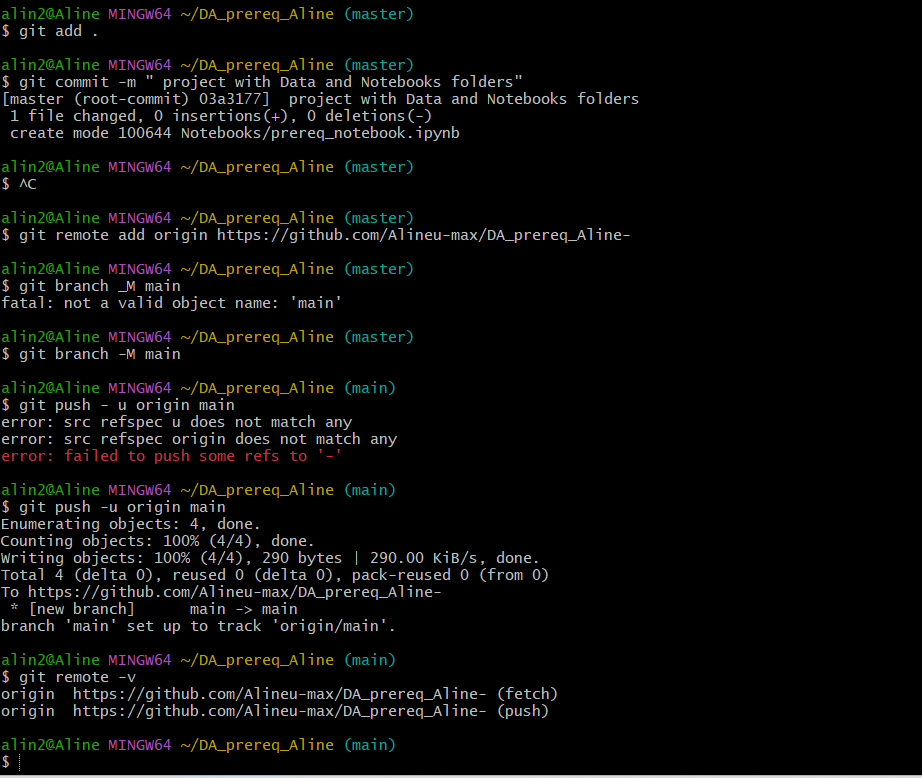 alin2@Aline MINGW64 ~/DA_prereq_Aline (master)
$ git add .
alin2@Aline MINGW64 ~/DA_prereq_Aline (master)
$ git commit -m " project with Data and Notebooks folders"
[master (root-commit) 03a3177]  project with Data and Notebooks folders
 1 file changed, 0 insertions(+), 0 deletions(-)
 create mode 100644 Notebooks/prereq_notebook.ipynb
alin2@Aline MINGW64 ~/DA_prereq_Aline (master)
$ ^C
alin2@Aline MINGW64 ~/DA_prereq_Aline (master)
$ git remote add origin https://github.com/Alineu-max/DA_prereq_Aline-
alin2@Aline MINGW64 ~/DA_prereq_Aline (master)
$ git branch _M main
fatal: not a valid object name: 'main'
alin2@Aline MINGW64 ~/DA_prereq_Aline (master)
$ git branch -M main
alin2@Aline MINGW64 ~/DA_prereq_Aline (main)
$ git push - u origin main
error: src refspec u does not match any
error: src refspec origin does not match any
error: failed to push some refs to '-'
alin2@Aline MINGW64 ~/DA_prereq_Aline (main)
$ git push -u origin main
Enumerating objects: 4, done.
Counting objects: 100% (4/4), done.
Writing objects: 100% (4/4), 290 bytes | 290.00 KiB/s, done.
Total 4 (delta 0), reused 0 (delta 0), pack-reused 0 (from 0)
To https://github.com/Alineu-max/DA_prereq_Aline-
 * [new branch]      main -> main
branch 'main' set up to track 'origin/main'.
alin2@Aline MINGW64 ~/DA_prereq_Aline (main)
$ git remote -v
origin  https://github.com/Alineu-max/DA_prereq_Aline- (fetch)
origin  https://github.com/Alineu-max/DA_prereq_Aline- (push)
alin2@Aline MINGW64 ~/DA_prereq_Aline (main)
$